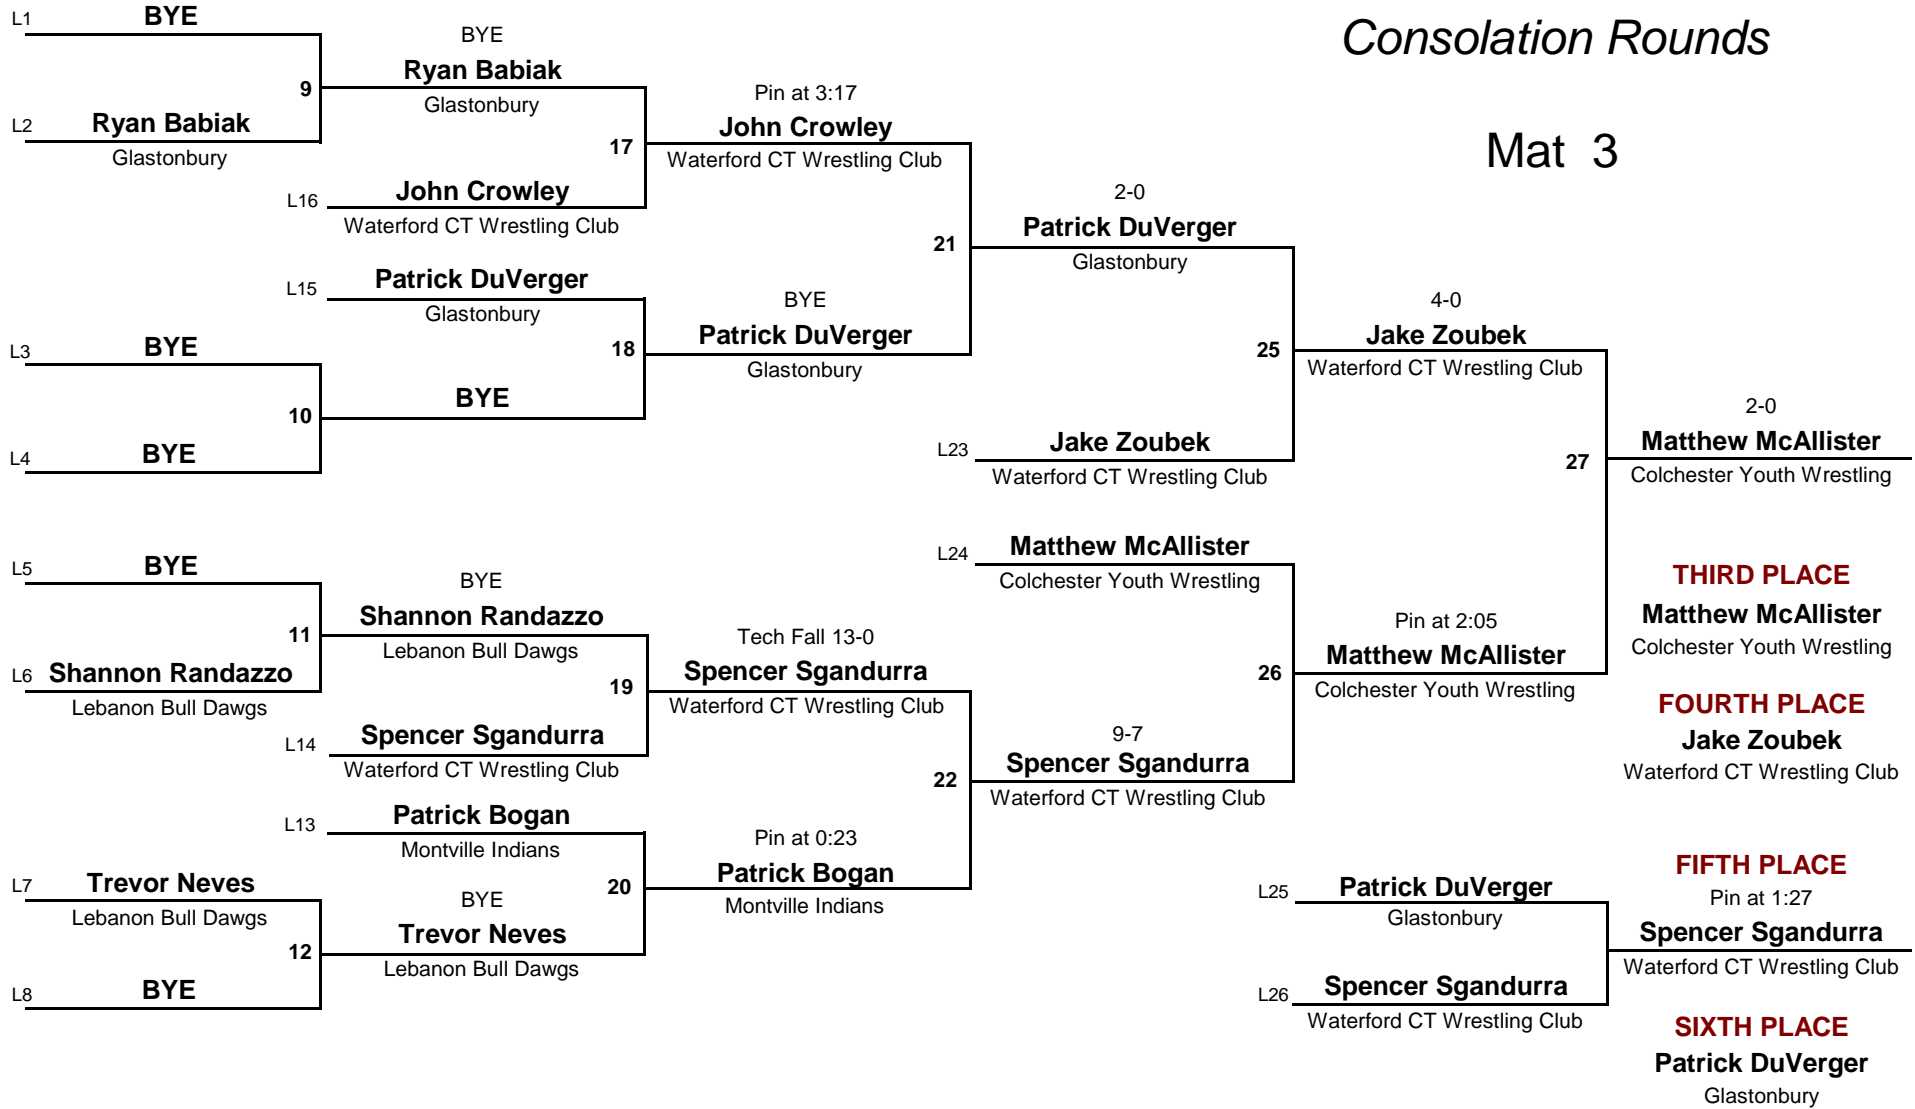 Consolation Rounds
Mat 3
L1
BYE
9
L2
Ryan Babiak
Glastonbury
BYE
Ryan Babiak
Glastonbury
17
L16
John Crowley
Waterford CT Wrestling Club
Pin at 3:17
John Crowley
Waterford CT Wrestling Club
21
L15
Patrick DuVerger
Glastonbury
18
L3
BYE
10
BYE
L4
BYE
BYE
Patrick DuVerger
Glastonbury
2-0
Patrick DuVerger
Glastonbury
25
L23
Jake Zoubek
Waterford CT Wrestling Club
4-0
Jake Zoubek
Waterford CT Wrestling Club
27
2-0
Matthew McAllister
Colchester Youth Wrestling
L5
BYE
11
L6
Shannon Randazzo
Lebanon Bull Dawgs
BYE
Shannon Randazzo
Lebanon Bull Dawgs
19
L14
Spencer Sgandurra
Waterford CT Wrestling Club
Tech Fall 13-0
Spencer Sgandurra
Waterford CT Wrestling Club
22
L13
Patrick Bogan
Montville Indians
20
L7
Trevor Neves
Lebanon Bull Dawgs
12
L8
BYE
BYE
Trevor Neves
Lebanon Bull Dawgs
Pin at 0:23
Patrick Bogan
Montville Indians
L24
Matthew McAllister
Colchester Youth Wrestling
26
9-7
Spencer Sgandurra
Waterford CT Wrestling Club
Pin at 2:05
Matthew McAllister
Colchester Youth Wrestling
THIRD PLACE
Matthew McAllister
Colchester Youth Wrestling
FOURTH PLACE
Jake Zoubek
Waterford CT Wrestling Club
L25
Patrick DuVerger
Glastonbury
L26
Spencer Sgandurra
Waterford CT Wrestling Club
FIFTH PLACE
Pin at 1:27
Spencer Sgandurra
Waterford CT Wrestling Club
SIXTH PLACE
Patrick DuVerger
Glastonbury